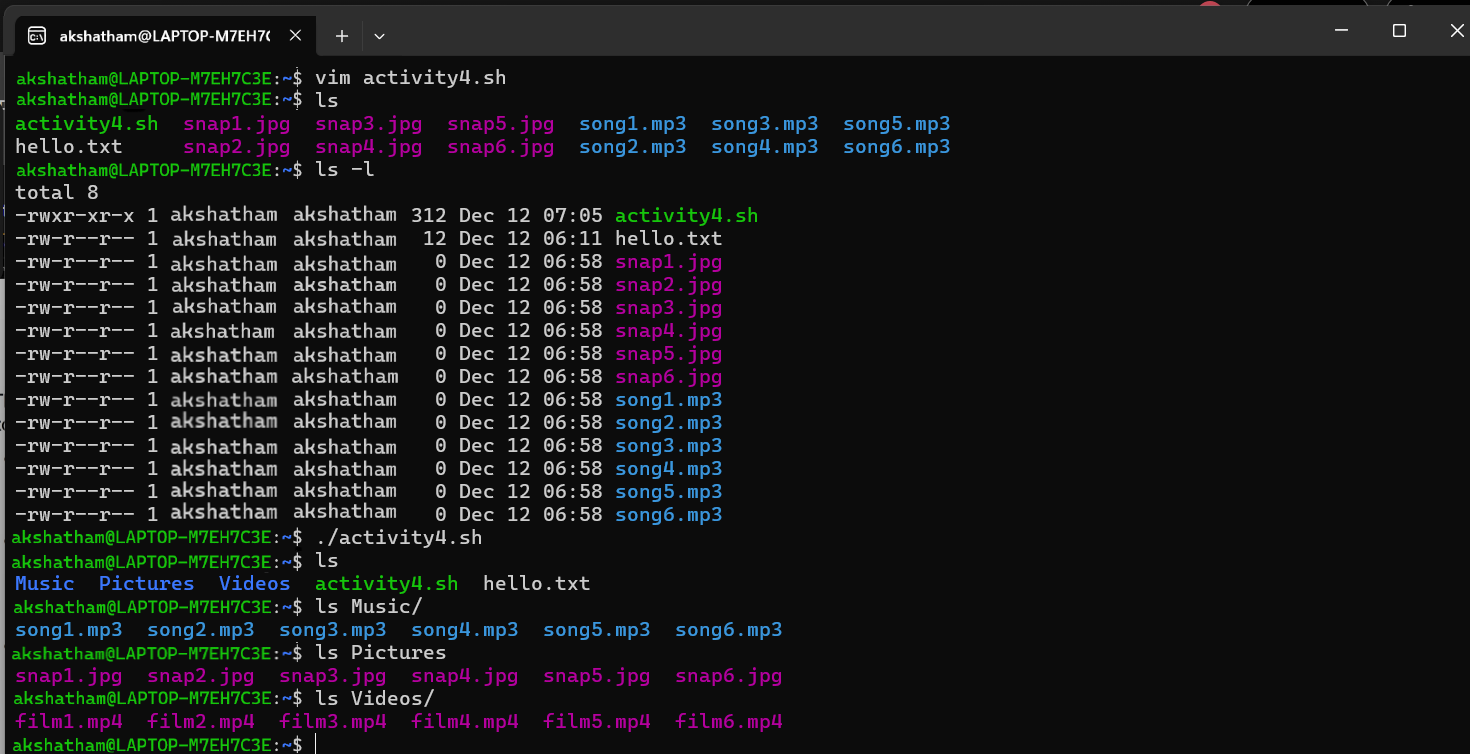 akshatham@LAPTOP-M7EH7C
akshatham@LAPTOP-M7EH7C3E:~$ vim activity4.sh
akshatham@LAPTOP-M7EH7C3E:~$ ls
activity4.sh  snap1.jpg  snap3.jpg  snap5.jpg  song1.mp3  song3.mp3  song5.mp3
hello.txt     snap2.jpg  snap4.jpg  snap6.jpg  song2.mp3  song4.mp3  song6.mp3
akshatham@LAPTOP-M7EH7C3E:~$ ls -l
total 8
-rwxr-xr-x 1 akshatham akshatham 312 Dec 12 07:05 activity4.sh
-rw-r--r-- 1 akshatham akshatham  12 Dec 12 06:11 hello.txt
-rw-r--r-- 1 akshatham akshatham   0 Dec 12 06:58 snap1.jpg
-rw-r--r-- 1 akshatham akshatham   0 Dec 12 06:58 snap2.jpg
-rw-r--r-- 1 akshatham akshatham   0 Dec 12 06:58 snap3.jpg
-rw-r--r-- 1 akshatham akshatham   0 Dec 12 06:58 snap4.jpg
-rw-r--r-- 1 akshatham akshatham   0 Dec 12 06:58 snap5.jpg
-rw-r--r-- 1 akshatham akshatham   0 Dec 12 06:58 snap6.jpg
-rw-r--r-- 1 akshatham akshatham   0 Dec 12 06:58 song1.mp3
-rw-r--r-- 1 akshatham akshatham   0 Dec 12 06:58 song2.mp3
-rw-r--r-- 1 akshatham akshatham   0 Dec 12 06:58 song3.mp3
-rw-r--r-- 1 akshatham akshatham   0 Dec 12 06:58 song4.mp3
-rw-r--r-- 1 akshatham akshatham   0 Dec 12 06:58 song5.mp3
-rw-r--r-- 1 akshatham akshatham   0 Dec 12 06:58 song6.mp3
akshatham@LAPTOP-M7EH7C3E:~$ ./activity4.sh
akshatham@LAPTOP-M7EH7C3E:~$ ls
Music  Pictures  Videos  activity4.sh  hello.txt
akshatham@LAPTOP-M7EH7C3E:~$ ls Music/
song1.mp3  song2.mp3  song3.mp3  song4.mp3  song5.mp3  song6.mp3
akshatham@LAPTOP-M7EH7C3E:~$ ls Pictures
snap1.jpg  snap2.jpg  snap3.jpg  snap4.jpg  snap5.jpg  snap6.jpg
akshatham@LAPTOP-M7EH7C3E:~$ ls Videos/
film1.mp4  film2.mp4  film3.mp4  film4.mp4  film5.mp4  film6.mp4
akshatham@LAPTOP-M7EH7C3E:~$